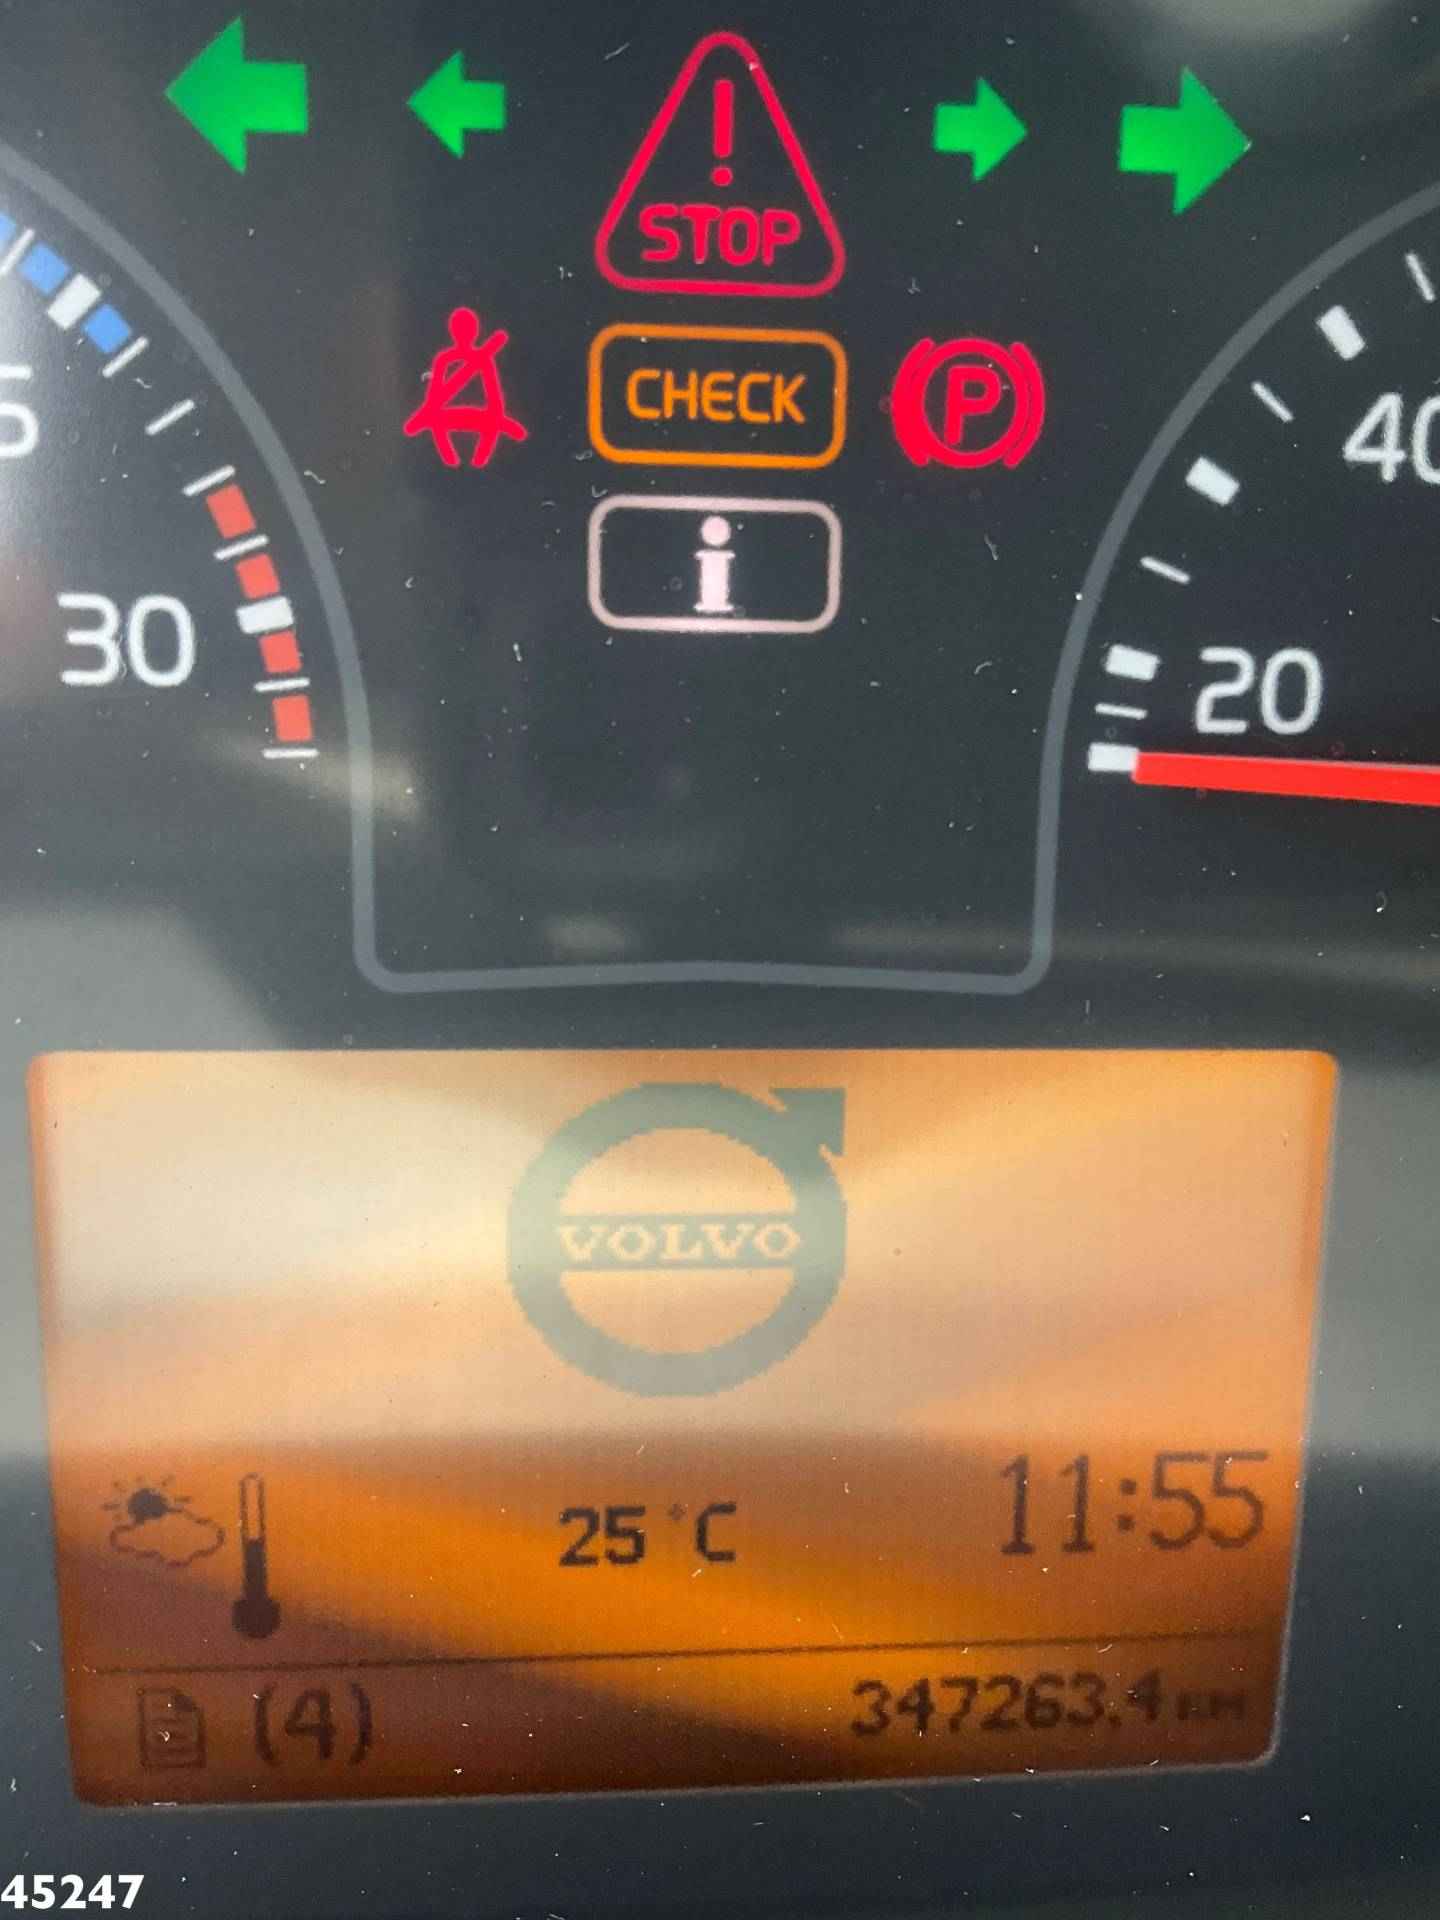 STOP
CHECK
P
i
40
30
20
VOLVO
25 °C
11:55
(4)
347263.4 KM
45247